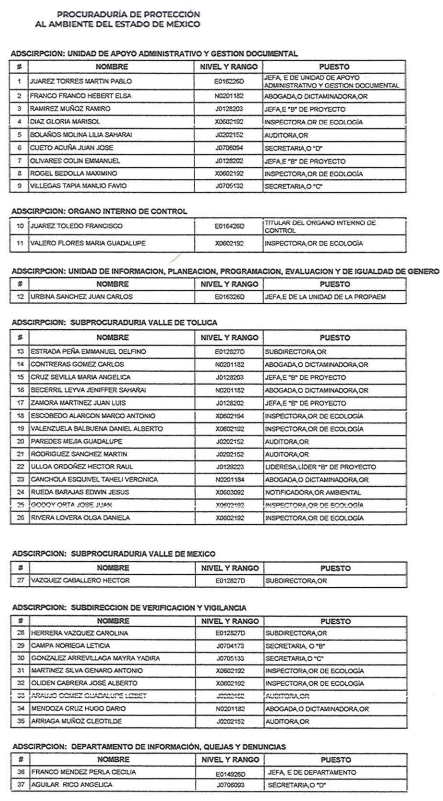 PROCURADURÍA DE PROTECCIÓN
AL AMBIENTE DEL ESTADO DE MÉXICO
ADSCIRPCION: UNIDAD DE APOYO ADMINISTRATIVO Y GESTION DOCUMENTAL
# NOMBRE NIVEL Y RANGO PUESTO
1 JUAREZ TORRES MARTIN PABLO E016226D JEFA, E DE UNIDAD DE APOYO ADMINISTRATIVO Y GESTION DOCUMENTAL
2 FRANCO FRANCO HEBERT ELSA N0201182 ABOGADA,O DICTAMINADORA,OR
3 RAMIREZ MUÑOZ RAMIRO J0128203 JEFA,E "B" DE PROYECTO
4 DIAZ GLORIA MARISOL X0602192 INSPECTORA,OR DE ECOLOGÍA
5 BOLAÑOS MOLINA LILIA SAHARAI J0202152 AUDITORA,OR
6 CUETO ACUÑA JUAN JOSE J0706094 SECRETARIA,O "D"
7 OLIVARES COLIN EMMANUEL J0128202 JEFA,E "B" DE PROYECTO
8 ROGEL BEDOLLA MAXIMINO X0602192 INSPECTORA,OR DE ECOLOGÍA
9 VILLEGAS TAPIA MANLIO FAVIO J0705132 SECRETARIA,O "C"
ADSCIRPCION: ORGANO INTERNO DE CONTROL
10 JUAREZ TOLEDO FRANCISCO E016426D TITULAR DEL ORGANO INTERNO DE CONTROL
11 VALERO FLORES MARIA GUADALUPE X0602192 INSPECTORA,OR DE ECOLOGÍA
ADSCIRPCION: UNIDAD DE INFORMACION, PLANEACION, PROGRAMACION, EVALUACION Y DE IGUALDAD DE GENERO
# NOMBRE NIVEL Y RANGO PUESTO
12 URBINA SANCHEZ JUAN CARLOS E016326D JEFA,E DE LA UNIDAD DE LA PROPAEM
ADSCIRPCION: SUBPROCURADURIA VALLE DE TOLUCA
# NOMBRE NIVEL Y RANGO PUESTO
13 ESTRADA PEÑA EMMANUEL DELFINO E012827D SUBDIRECTORA,OR
14 CONTRERAS GOMEZ CARLOS N0201182 ABOGADA,O DICTAMINADORA,OR
15 CRUZ SEVILLA MARIA ANGELICA J0128203 JEFA,E "B" DE PROYECTO
16 BECERRIL LEYVA JENIFFER SAHARAI N0201182 ABOGADA,O DICTAMINADORA,OR
17 ZAMORA MARTINEZ JUAN LUIS J0128202 JEFA,E "B" DE PROYECTO
18 ESCOBEDO ALARCON MARCO ANTONIO X0602194 INSPECTORA,OR DE ECOLOGÍA
19 VALENZUELA BALBUENA DANIEL ALBERTO X0602192 INSPECTORA,OR DE ECOLOGÍA
20 PAREDES MEJIA GUADALUPE J0202152 AUDITORA,OR
21 RODRIGUEZ SANCHEZ MARTIN J0202152 AUDITORA,OR
22 ULLOA ORDOÑEZ HECTOR RAUL J0129223 LIDERESA,LÍDER "B" DE PROYECTO
23 CANCHOLA ESQUIVEL TAHELI VERONICA N0201184 ABOGADA,O DICTAMINADORA,OR
24 RUEDA BARAJAS EDWIN JESUS X0603092 NOTIFICADORA,OR AMBIENTAL
25 GODOY ORTA JOSE JUAN X0602192 INSPECTORA,OR DE ECOLOGÍA
26 RIVERA LOVERA OLGA DANIELA X0602192 INSPECTORA,OR DE ECOLOGÍA
ADSCIRPCION: SUBPROCURADURIA VALLE DE MEXICO
# NOMBRE NIVEL Y RANGO PUESTO
27 VAZQUEZ CABALLERO HECTOR E012827D SUBDIRECTORA,OR
ADSCIRPCION: SUBDIRECCION DE VERIFICACION Y VIGILANCIA
# NOMBRE NIVEL Y RANGO PUESTO
28 HERRERA VAZQUEZ CAROLINA E012827D SUBDIRECTORA,OR
29 CAMPA NORIEGA LETICIA J0704173 SECRETARIA, O "B"
30 GONZALEZ ARREVILLAGA MAYRA YADIRA J0705133 SECRETARIA,O "C"
31 MARTINEZ SILVA GENARO ANTONIO X0602192 INSPECTORA,OR DE ECOLOGÍA
32 OLIDEN CABRERA JOSÉ ALBERTO X0602192 INSPECTORA,OR DE ECOLOGÍA
33 ARAUJO GOMEZ GUADALUPE LIZBET J0202152 AUDITORA,OR
34 MENDOZA CRUZ HUGO DARIO N0201182 ABOGADA,O DICTAMINADORA,OR
35 ARRIAGA MUÑOZ CLEOTILDE J0202152 AUDITORA,OR
ADSCIRPCION: DEPARTAMENTO DE INFORMACIÓN, QUEJAS Y DENUNCIAS
# NOMBRE NIVEL Y RANGO PUESTO
36 FRANCO MENDEZ PERLA CECILIA E014926D JEFA, E DE DEPARTAMENTO
37 AGUILAR RICO ANGELICA J0706093 SECRETARIA,O "D"